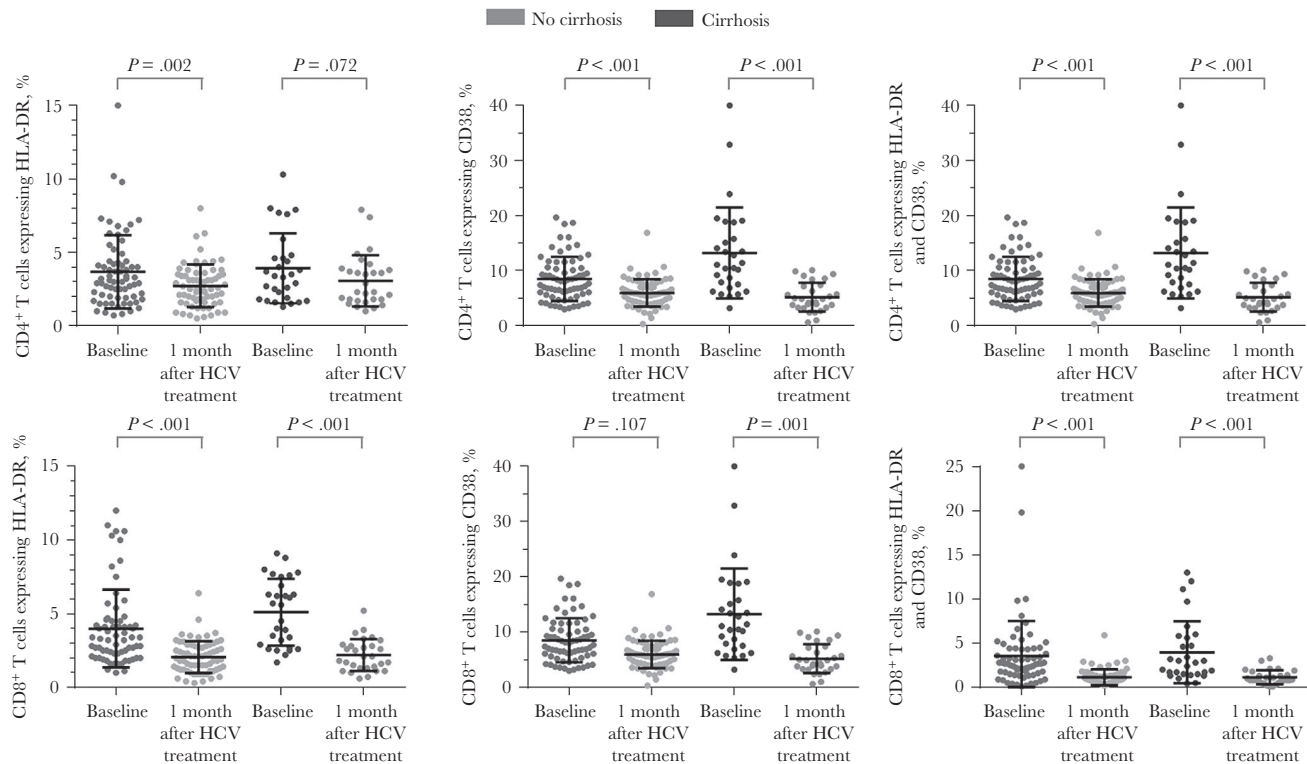 No cirrhosis
Cirrhosis
CD4⁺ T cells expressing HLA-DR, %
P = .002
P = .072
15
10
5
0
Baseline
1 month
after HCV
treatment
Baseline
1 month
after HCV
treatment
CD4⁺ T cells expressing CD38, %
P < .001
P < .001
40
30
20
10
0
Baseline
1 month
after HCV
treatment
Baseline
1 month
after HCV
treatment
CD4⁺ T cells expressing HLA-DR
and CD38, %
P < .001
P < .001
40
30
20
10
0
Baseline
1 month
after HCV
treatment
Baseline
1 month
after HCV
treatment
CD8⁺ T cells expressing HLA-DR, %
P < .001
P < .001
15
10
5
0
Baseline
1 month
after HCV
treatment
Baseline
1 month
after HCV
treatment
CD8⁺ T cells expressing CD38, %
P = .107
P = .001
40
30
20
10
0
Baseline
1 month
after HCV
treatment
Baseline
1 month
after HCV
treatment
CD8⁺ T cells expressing HLA-DR
and CD38, %
P < .001
P < .001
25
20
15
10
5
0
Baseline
1 month
after HCV
treatment
Baseline
1 month
after HCV
treatment